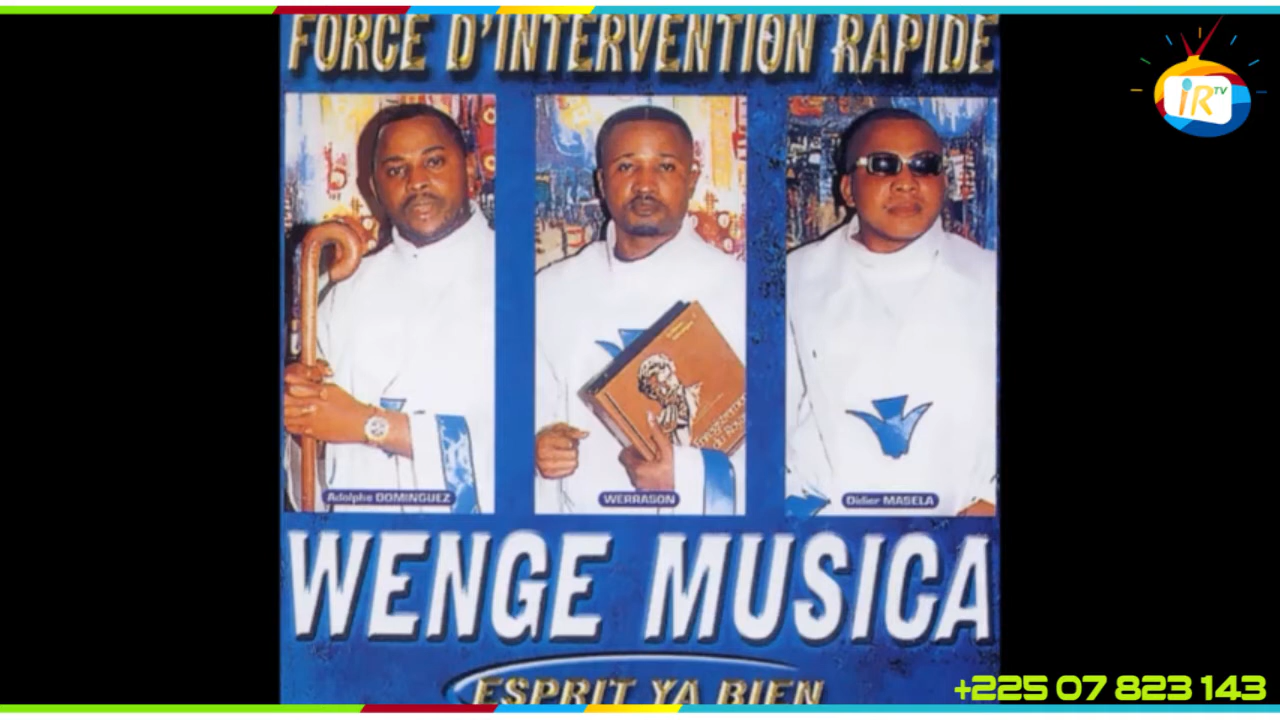 FORCE D'INTERVENTION RAPIDE
iR TV
Adolphe DOMINGUEZ
WERRASON
Didier MASELA
WENGE MUSICA
ESPRIT YA BIEN
+225 07 823 143